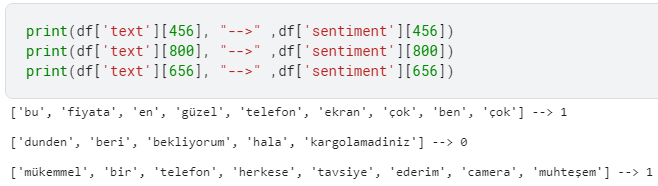 print(df['text'][456], "-->" ,df['sentiment'][456])
print(df['text'][800], "-->" ,df['sentiment'][800])
print(df['text'][656], "-->" ,df['sentiment'][656])
['bu', 'fiyata', 'en', 'güzel', 'telefon', 'ekran', 'çok', 'ben', 'çok'] --> 1
['dunden', 'beri', 'bekliyorum', 'hala', 'kargolamadiniz'] --> 0
['mükemmel', 'bir', 'telefon', 'herkese', 'tavsiye', 'ederim', 'camera', 'muhteşem'] --> 1